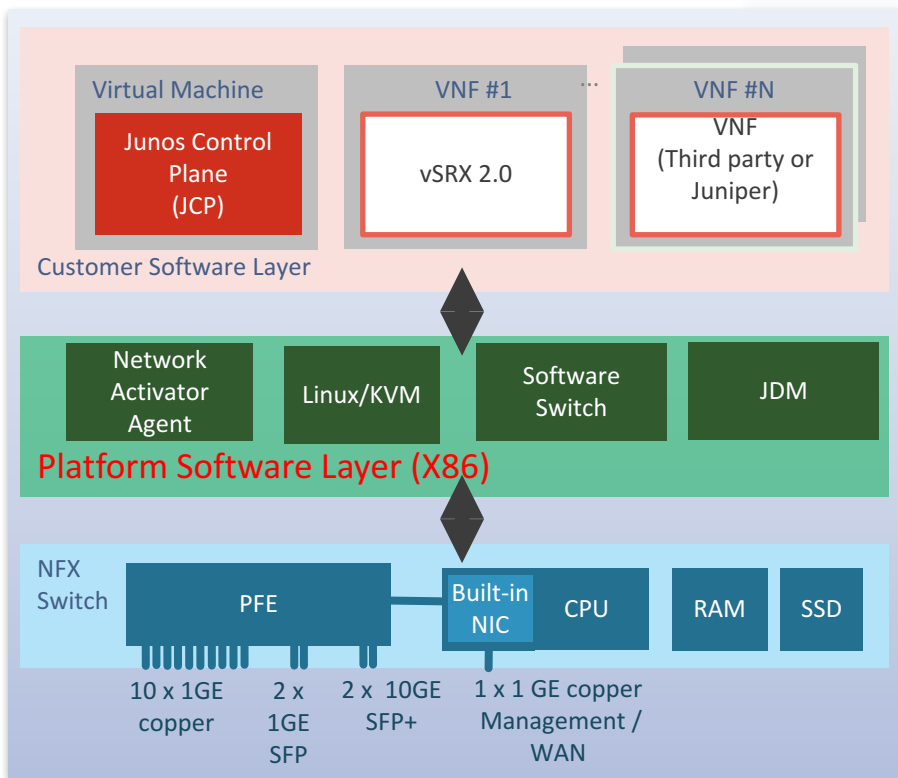 Virtual Machine
Junos Control
Plane
(JCP)
VNF #1
vSRX 2.0
...
VNF #N
VNF
(Third party or
Juniper)
Customer Software Layer
Network
Activator
Agent
Linux/KVM
Software
Switch
JDM
Platform Software Layer (X86)
NFX
Switch
PFE
Built-in
NIC
CPU
RAM
SSD
10 x 1GE
copper
2 x
1GE
SFP
2 x 10GE
SFP+
1 x 1 GE copper
Management /
WAN